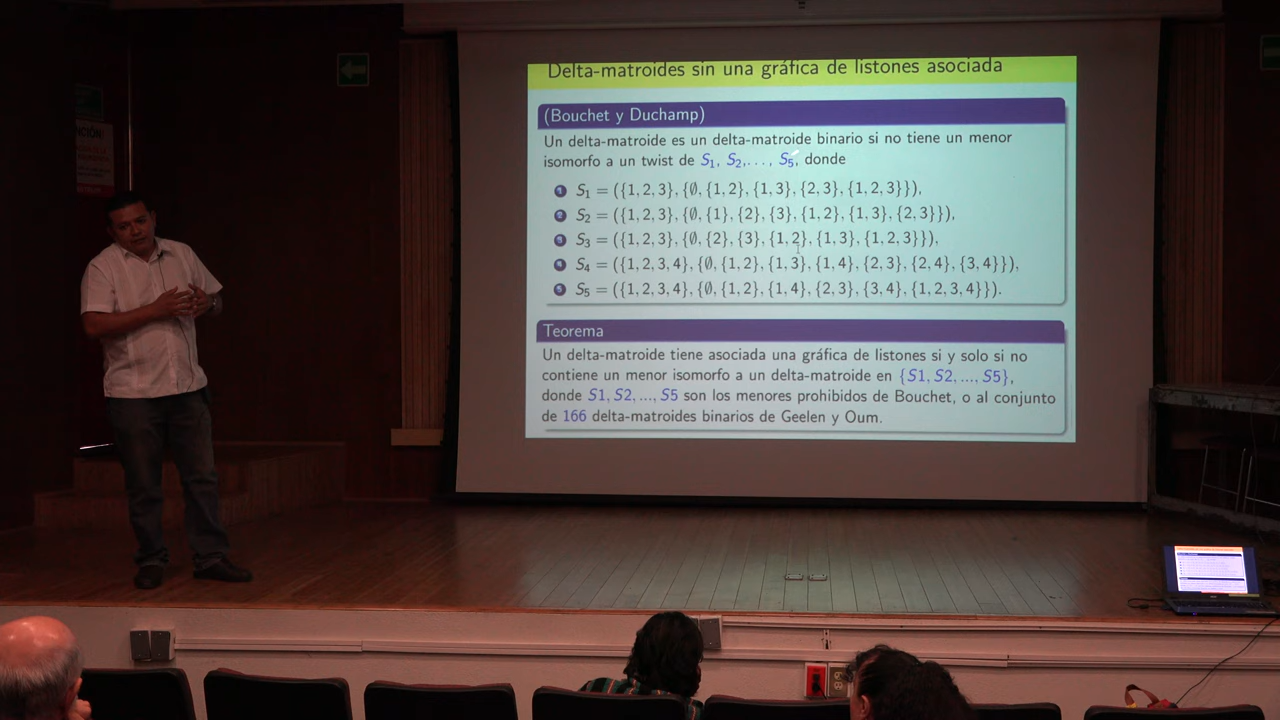 Delta-matroides sin una gráfica de listones asociada
(Bouchet y Duchamp)
Un delta-matroide es un delta-matroide binario si no tiene un menor
isomorfo a un twist de S₁, S₂,..., S₅, donde
1 S₁ = ({1, 2, 3}, {∅, {1, 2}, {1, 3}, {2, 3}, {1, 2, 3}}),
2 S₂ = ({1, 2, 3}, {∅, {1}, {2}, {3}, {1, 2}, {1, 3}, {2, 3}}),
3 S₃ = ({1, 2, 3}, {∅, {2}, {3}, {1, 2}, {1, 3}, {1, 2, 3}}),
4 S₄ = ({1, 2, 3, 4}, {∅, {1, 2}, {1, 3}, {1, 4}, {2, 3}, {2, 4}, {3, 4}}),
5 S₅ = ({1, 2, 3, 4}, {∅, {1, 2}, {1, 4}, {2, 3}, {3, 4}, {1, 2, 3, 4}}).
Teorema
Un delta-matroide tiene asociada una gráfica de listones si y solo si no
contiene un menor isomorfo a un delta-matroide en {S1, S2, ..., S5},
donde S1, S2, ..., S5 son los menores prohibidos de Bouchet, o al conjunto
de 166 delta-matroides binarios de Geelen y Oum.